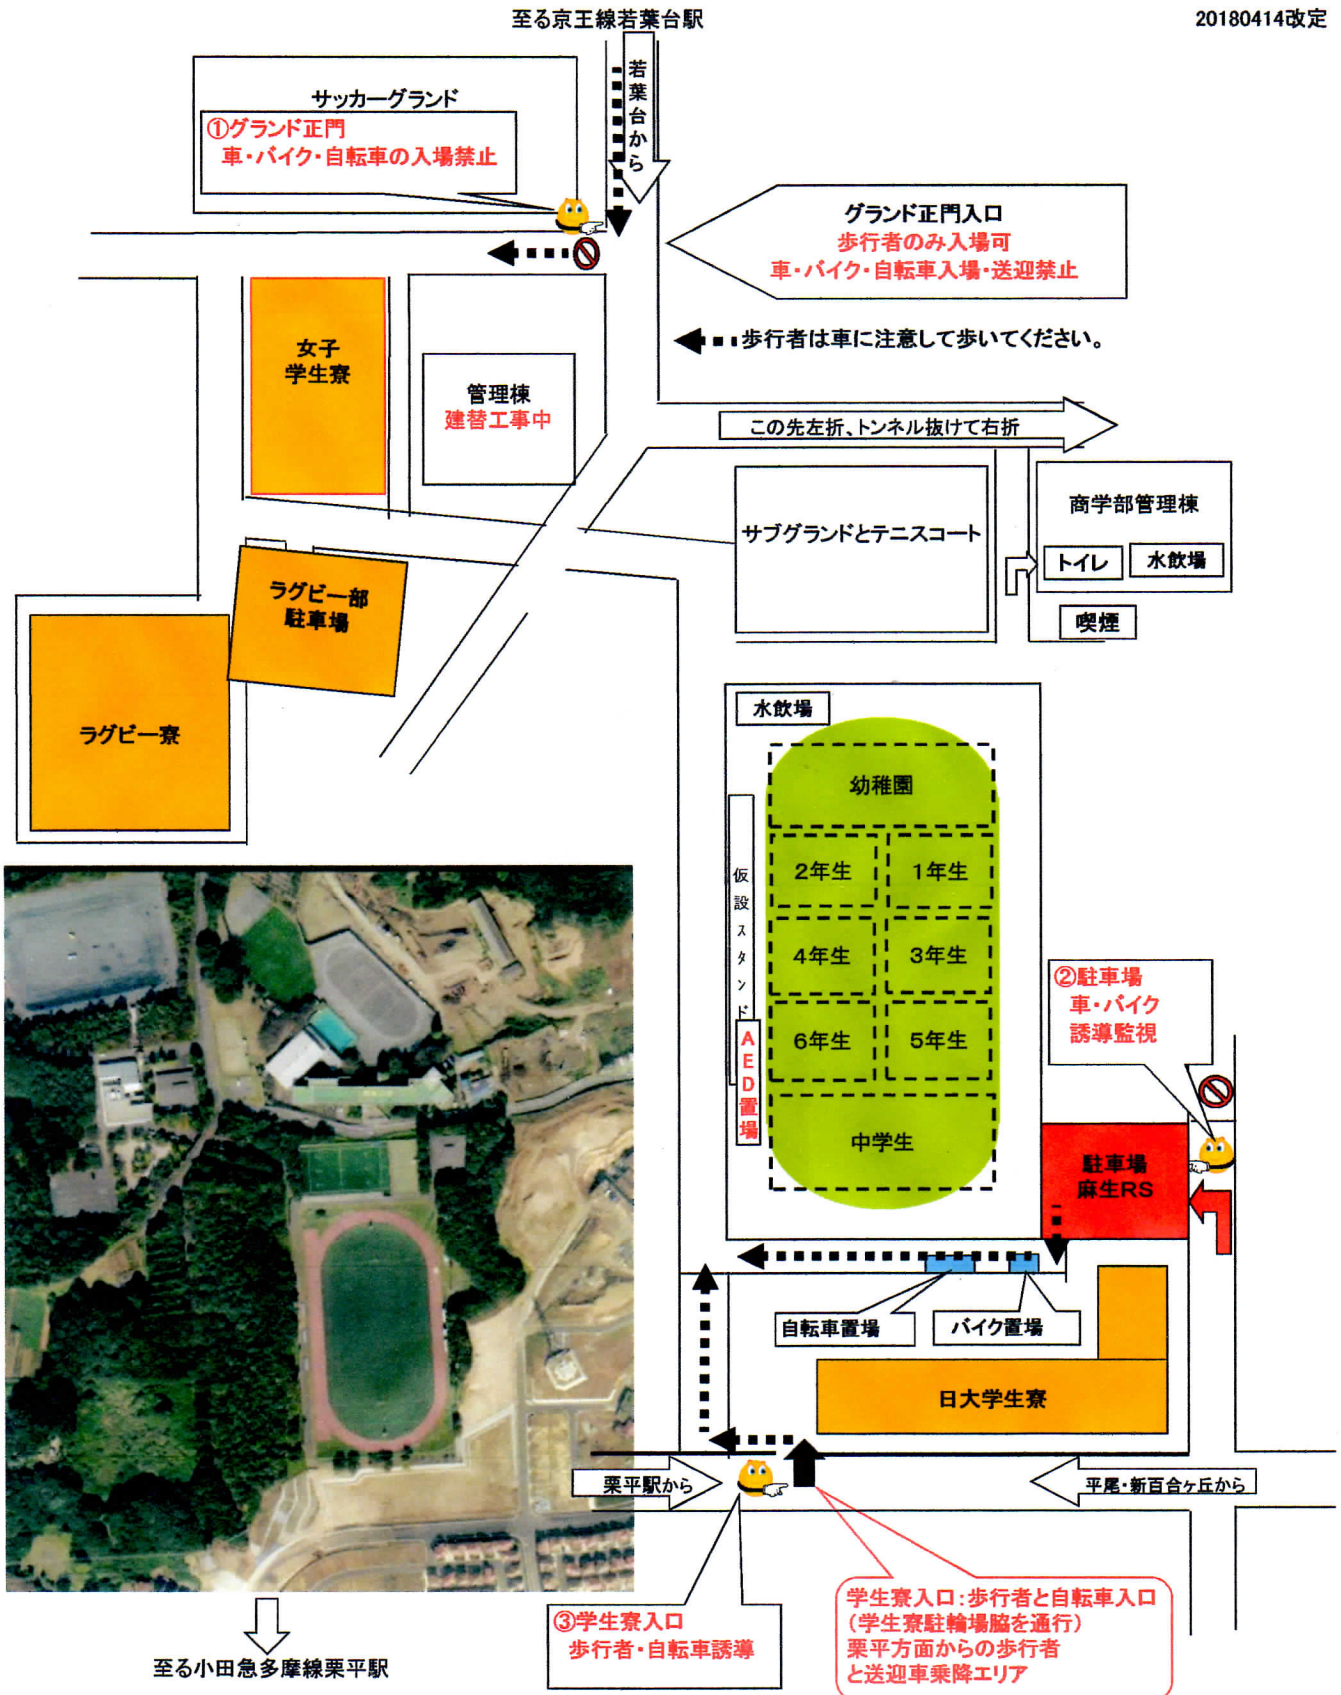 至る京王線若葉台駅
20180414改定
若葉台から
サッカーグランド
①グランド正門
車・バイク・自転車の入場禁止
グランド正門入口
歩行者のみ入場可
車・バイク・自転車入場・送迎禁止
歩行者は車に注意して歩いてください。
女子
学生寮
管理棟
建替工事中
この先左折、トンネル抜けて右折
サブグランドとテニスコート
商学部管理棟
トイレ
水飲場
喫煙
ラグビー部
駐車場
ラグビー寮
水飲場
幼稚園
仮設スタンド
2年生
1年生
4年生
3年生
6年生
5年生
AED置場
中学生
②駐車場
車・バイク
誘導監視
駐車場
麻生RS
自転車置場
バイク置場
日大学生寮
栗平駅から
平尾・新百合ヶ丘から
③学生寮入口
歩行者・自転車誘導
学生寮入口:歩行者と自転車入口
(学生寮駐輪場脇を通行)
栗平方面からの歩行者
と送迎車乗降エリア
至る小田急多摩線栗平駅